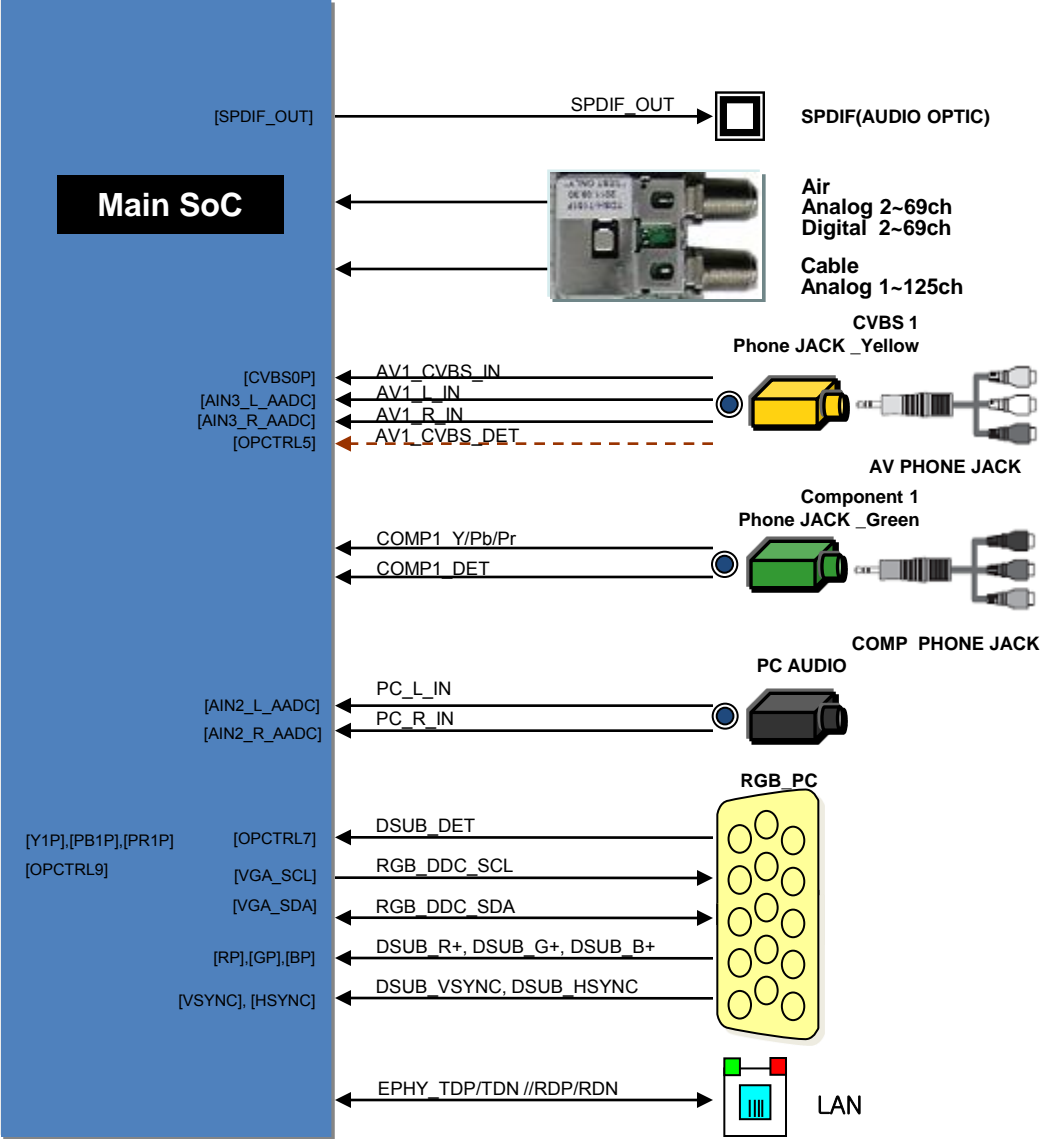 [SPDIF_OUT]
SPDIF_OUT
SPDIF(AUDIO OPTIC)
Main SoC
Air
Analog 2~69ch
Digital 2~69ch
Cable
Analog 1~125ch
CVBS 1
Phone JACK _Yellow
[CVBS0P]
AV1_CVBS_IN
[AIN3_L_AADC]
AV1_L_IN
[AIN3_R_AADC]
AV1_R_IN
[OPCTRL5]
AV1_CVBS_DET
AV PHONE JACK
Component 1
Phone JACK _Green
COMP1_Y/Pb/Pr
COMP1_DET
COMP PHONE JACK
PC AUDIO
[AIN2_L_AADC]
PC_L_IN
[AIN2_R_AADC]
PC_R_IN
RGB_PC
[Y1P],[PB1P],[PR1P]
[OPCTRL7]
DSUB_DET
[OPCTRL9]
[VGA_SCL]
RGB_DDC_SCL
[VGA_SDA]
RGB_DDC_SDA
[RP],[GP],[BP]
DSUB_R+, DSUB_G+, DSUB_B+
[VSYNC], [HSYNC]
DSUB_VSYNC, DSUB_HSYNC
EPHY_TDP/TDN //RDP/RDN
LAN